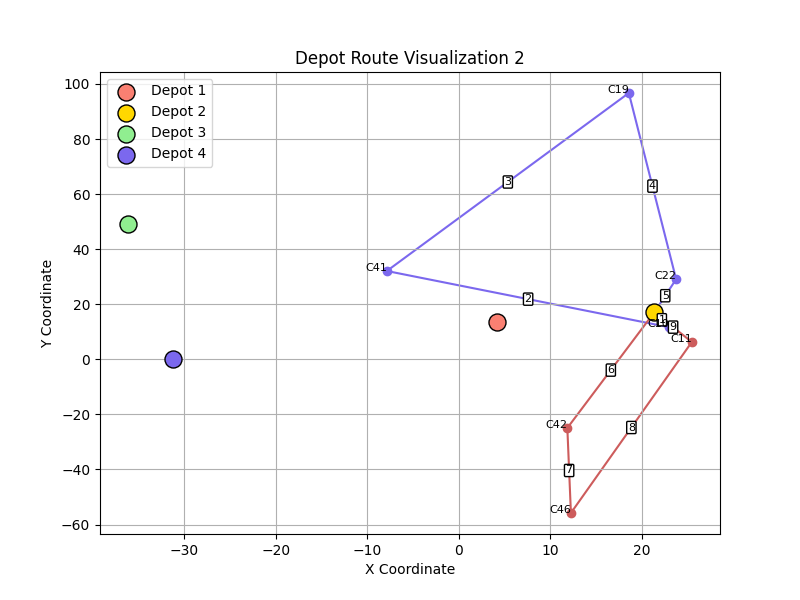 Depot Route Visualization 2
Depot 1
Depot 2
Depot 3
Depot 4
Y Coordinate
100
80
60
40
20
0
−20
−40
−60
C19
3
4
C41
C22
2
5
1
9
C11
6
C42
8
7
C46
−30
−20
−10
0
10
20
X Coordinate